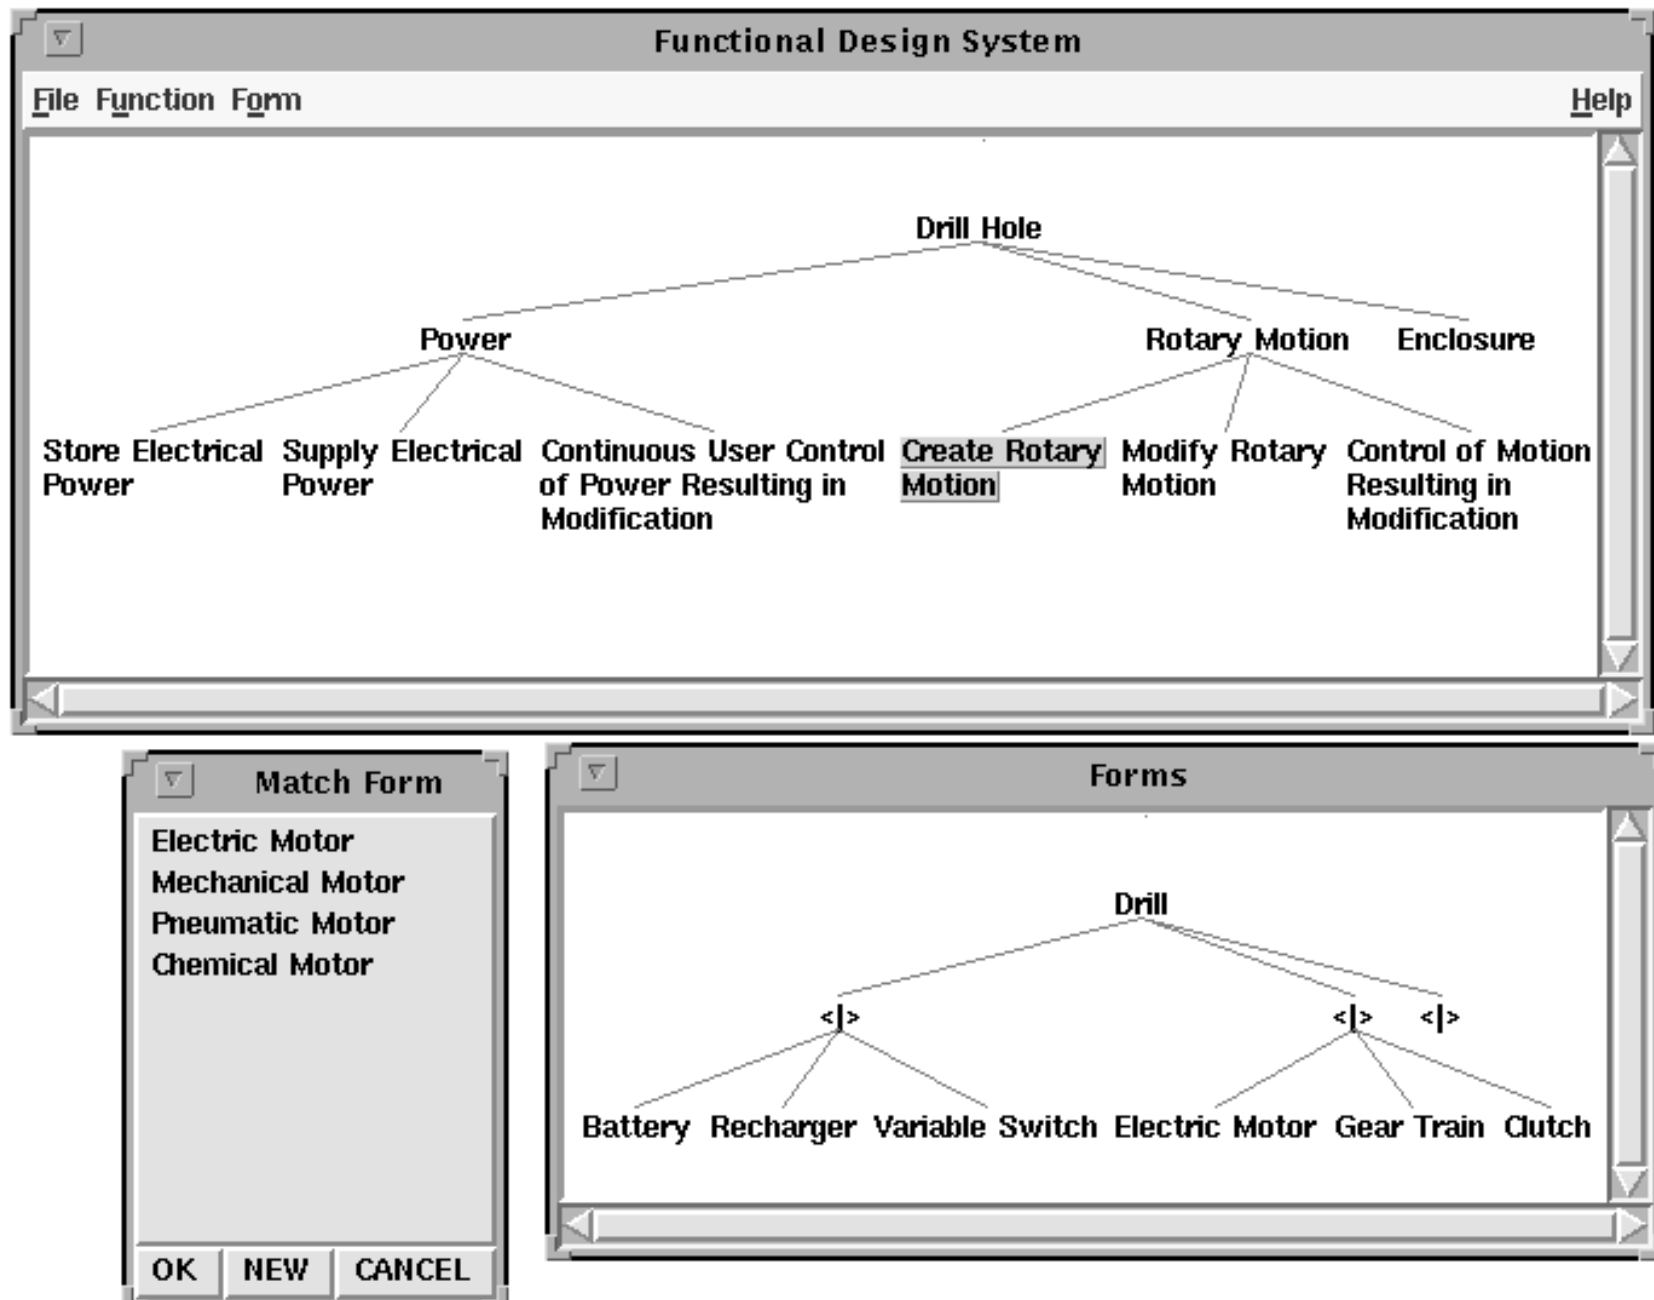 Functional Design System
File Function Form Help
Drill Hole
Power Rotary Motion Enclosure
Store Electrical Power
Supply Electrical Power
Continuous User Control of Power Resulting in Modification
Create Rotary Motion
Modify Rotary Motion
Control of Motion Resulting in Modification
Match Form
Electric Motor
Mechanical Motor
Pneumatic Motor
Chemical Motor
OK NEW CANCEL
Forms
Drill
<|> <|> <|>
Battery Recharger Variable Switch Electric Motor Gear Train Clutch